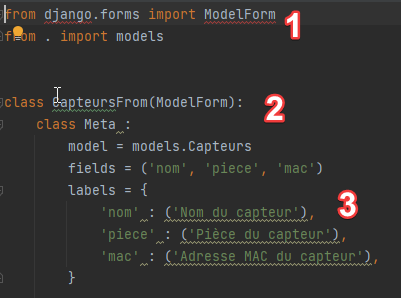 from django.forms import ModelForm
1
from . import models
class CapteursFrom(ModelForm):
2
class Meta :
model = models.Capteurs
fields = ('nom', 'piece', 'mac')
labels = {
3
'nom' : ('Nom du capteur'),
'piece' : ('Pièce du capteur'),
'mac' : ('Adresse MAC du capteur'),
}